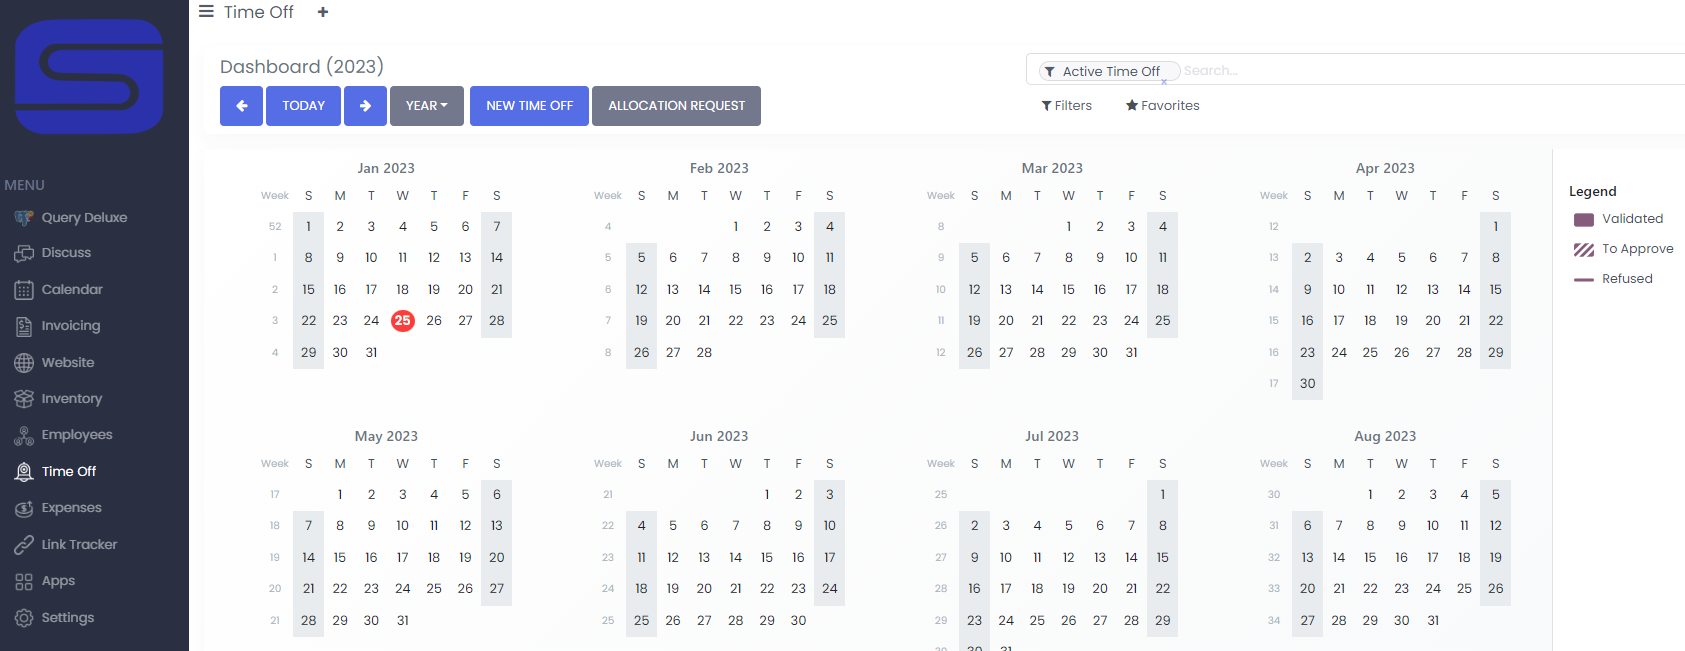 Time Off +
MENU
Query Deluxe
Discuss
Calendar
Invoicing
Website
Inventory
Employees
Time Off
Expenses
Link Tracker
Apps
Settings
Dashboard (2023)
TODAY YEAR NEW TIME OFF ALLOCATION REQUEST
Active Time Off x Search...
Filters Favorites
Jan 2023
Week S M T W T F S
52 1 2 3 4 5 6 7
1 8 9 10 11 12 13 14
2 15 16 17 18 19 20 21
3 22 23 24 25 26 27 28
4 29 30 31
Feb 2023
Week S M T W T F S
4 1 2 3 4
5 5 6 7 8 9 10 11
6 12 13 14 15 16 17 18
7 19 20 21 22 23 24 25
8 26 27 28
Mar 2023
Week S M T W T F S
8 1 2 3 4
9 5 6 7 8 9 10 11
10 12 13 14 15 16 17 18
11 19 20 21 22 23 24 25
12 26 27 28 29 30 31
Apr 2023
Week S M T W T F S
12 1
13 2 3 4 5 6 7 8
14 9 10 11 12 13 14 15
15 16 17 18 19 20 21 22
16 23 24 25 26 27 28 29
17 30
May 2023
Week S M T W T F S
17 1 2 3 4 5 6
18 7 8 9 10 11 12 13
19 14 15 16 17 18 19 20
20 21 22 23 24 25 26 27
21 28 29 30 31
Jun 2023
Week S M T W T F S
21 1 2 3
22 4 5 6 7 8 9 10
23 11 12 13 14 15 16 17
24 18 19 20 21 22 23 24
25 25 26 27 28 29 30
Jul 2023
Week S M T W T F S
25 1
26 2 3 4 5 6 7 8
27 9 10 11 12 13 14 15
28 16 17 18 19 20 21 22
29 23 24 25 26 27 28 29
30 30 31
Aug 2023
Week S M T W T F S
30 1 2 3 4 5
31 6 7 8 9 10 11 12
32 13 14 15 16 17 18 19
33 20 21 22 23 24 25 26
34 27 28 29 30 31
Legend
Validated
To Approve
Refused